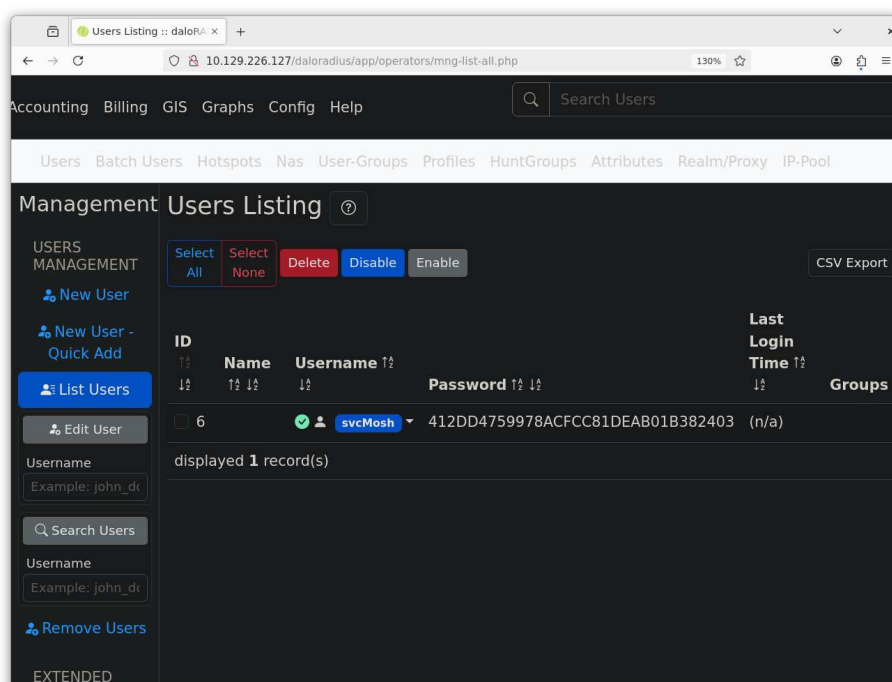 Users Listing :: daloRA
10.129.226.127/daloradius/app/operators/mng-list-all.php
130%
Accounting Billing GIS Graphs Config Help
Search Users
Users Batch Users Hotspots Nas User-Groups Profiles HuntGroups Attributes Realm/Proxy IP-Pool
Management
USERS
MANAGEMENT
New User
New User -
Quick Add
List Users
Edit User
Username
Example: john_do
Search Users
Username
Example: john_do
Remove Users
EXTENDED
Users Listing
Select
All
Select
None
Delete
Disable
Enable
CSV Export
ID
Name
Username
Password
Last
Login
Time
Groups
6
svcMosh
412DD4759978ACFCC81DEAB01B382403
(n/a)
displayed 1 record(s)